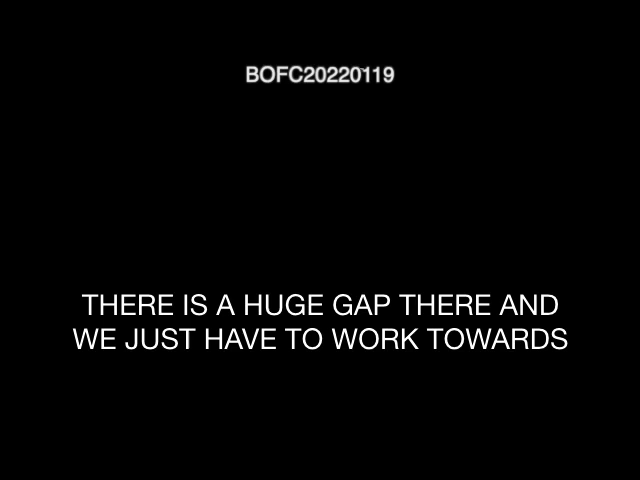 BOFC20220119
THERE IS A HUGE GAP THERE AND
WE JUST HAVE TO WORK TOWARDS